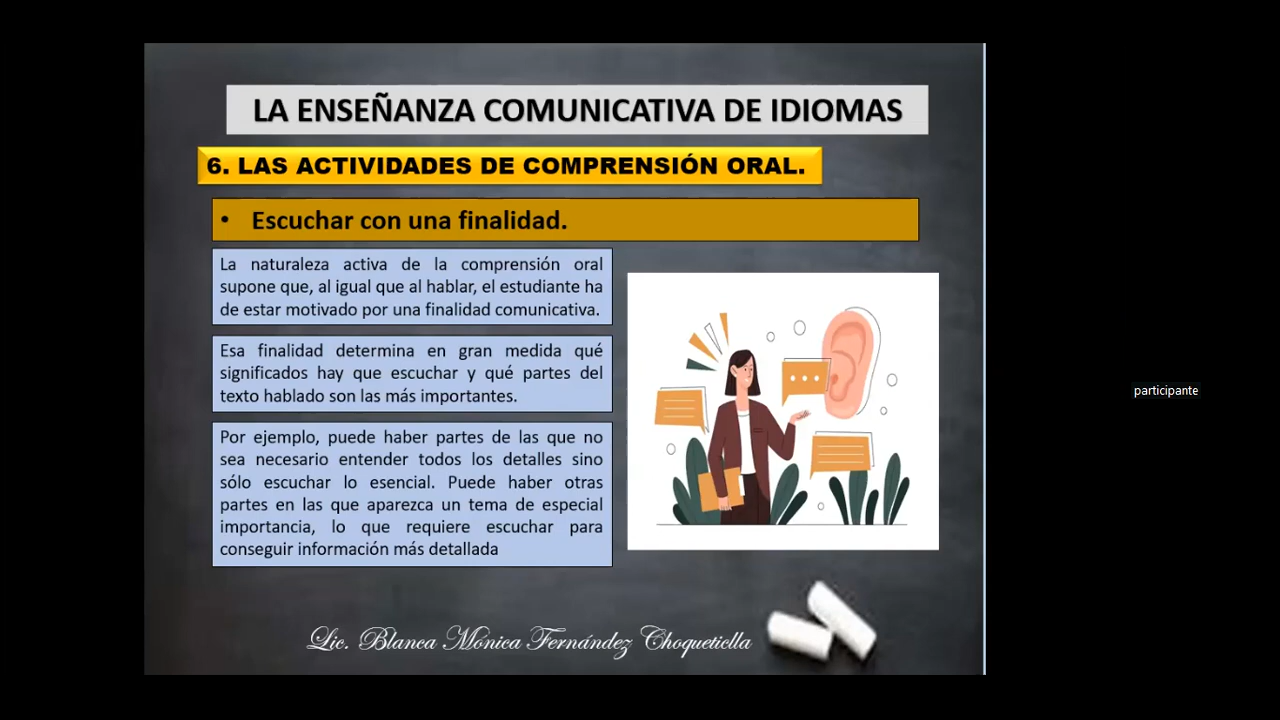 LA ENSEÑANZA COMUNICATIVA DE IDIOMAS
6. LAS ACTIVIDADES DE COMPRENSIÓN ORAL.
• Escuchar con una finalidad.
La naturaleza activa de la comprensión oral
supone que, al igual que al hablar, el estudiante ha
de estar motivado por una finalidad comunicativa.
Esa finalidad determina en gran medida qué
significados hay que escuchar y qué partes del
texto hablado son las más importantes.
Por ejemplo, puede haber partes de las que no
sea necesario entender todos los detalles sino
sólo escuchar lo esencial. Puede haber otras
partes en las que aparezca un tema de especial
importancia, lo que requiere escuchar para
conseguir información más detallada
participante
Lic. Blanca Mónica Fernández Choqueticlla